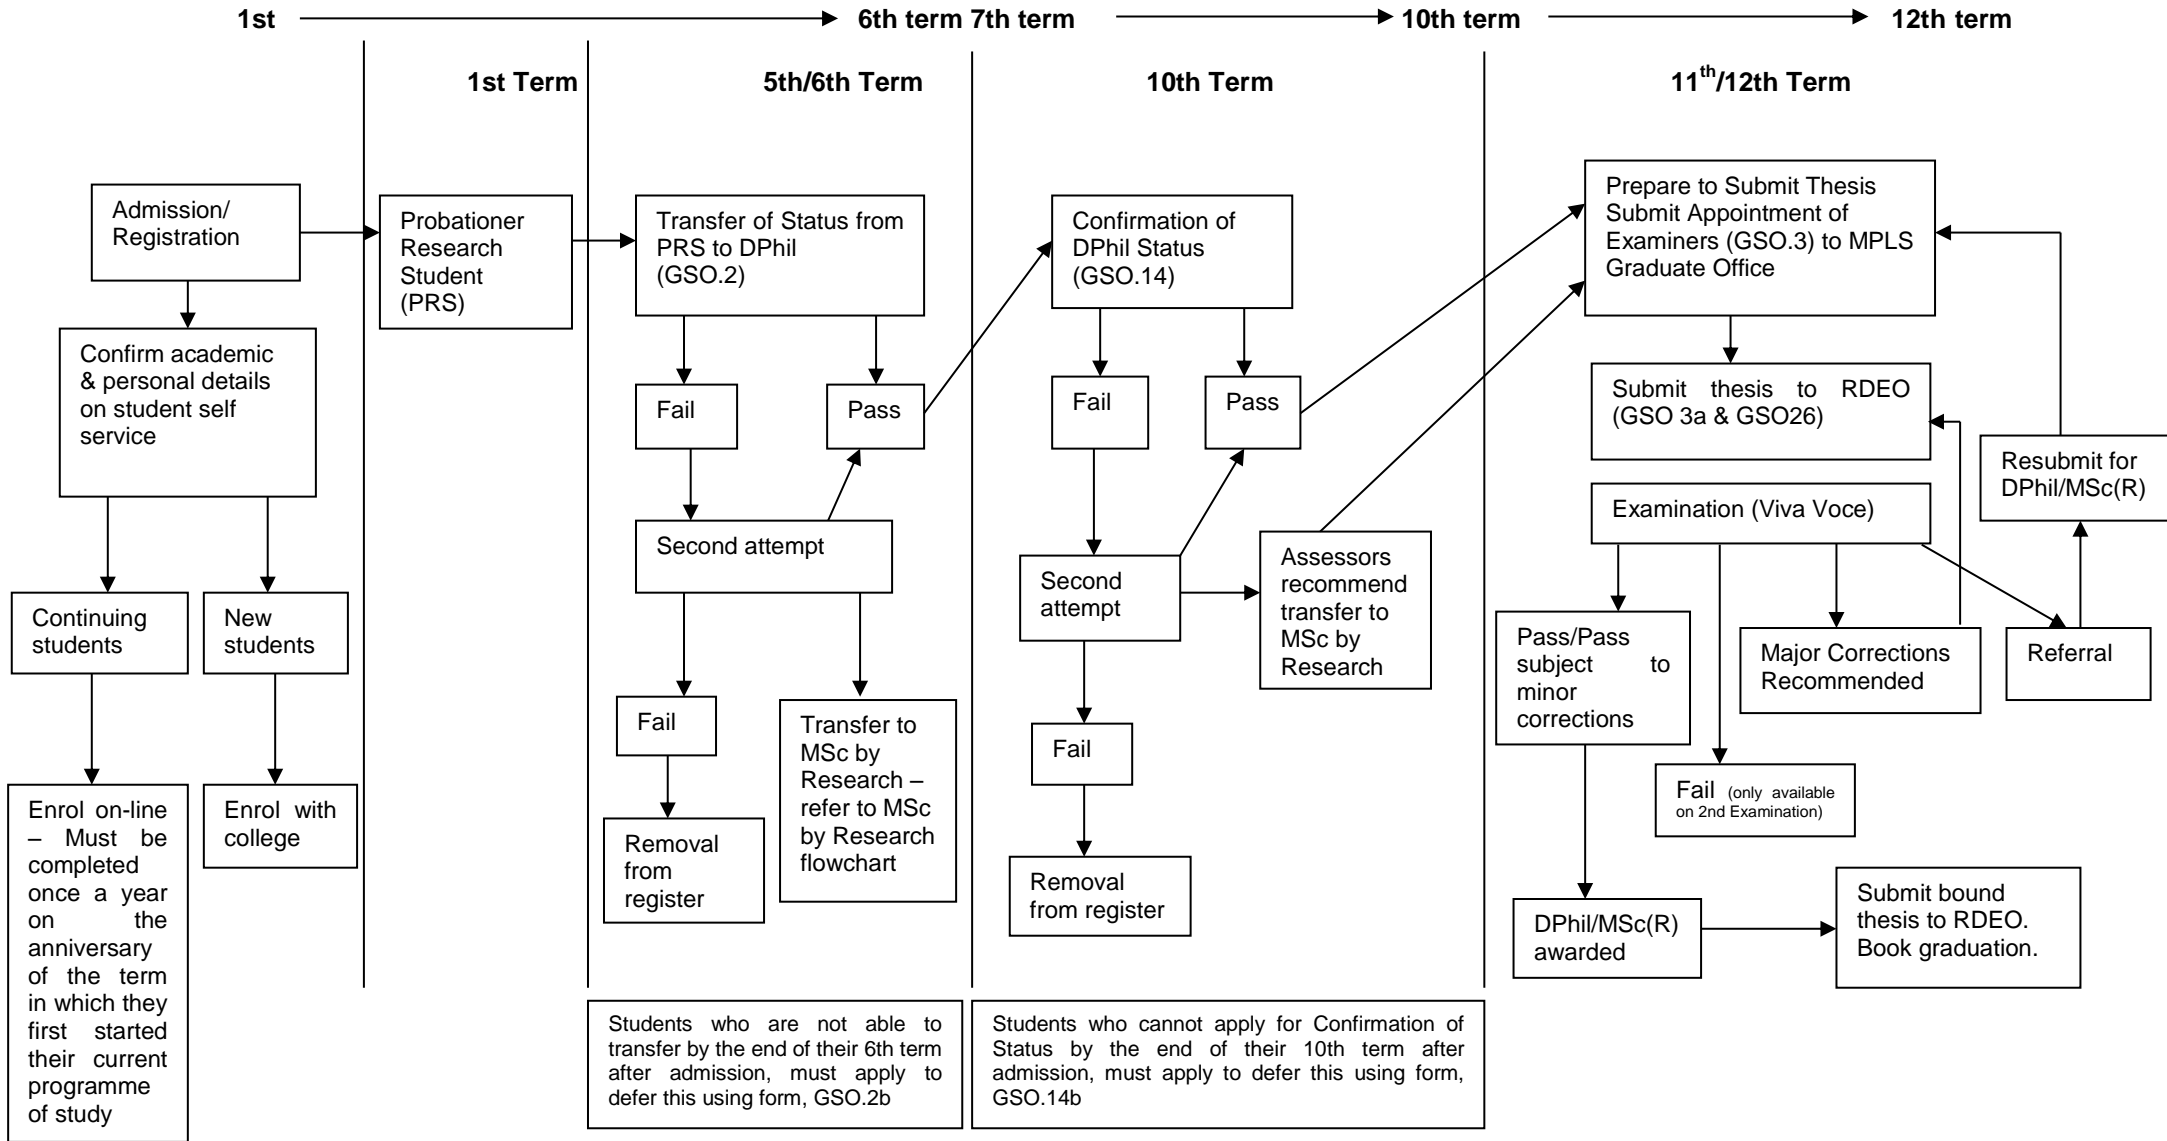 1st
6th term 7th term
10th term
12th term
1st Term
5th/6th Term
10th Term
11th/12th Term
Admission/
Registration
Confirm academic
& personal details
on student self
service
Continuing
students
New
students
Enrol on-line
– Must be
completed
once a year
on the
anniversary
of the term
in which they
first started
their current
programme
of study
Enrol with
college
Probationer
Research
Student
(PRS)
Transfer of Status from
PRS to DPhil
(GSO.2)
Fail
Pass
Second attempt
Fail
Removal
from
register
Transfer to
MSc by
Research –
refer to MSc
by Research
flowchart
Students who are not able to
transfer by the end of their 6th term
after admission, must apply to
defer this using form, GSO.2b
Confirmation of
DPhil Status
(GSO.14)
Fail
Pass
Second
attempt
Assessors
recommend
transfer to
MSc by
Research
Fail
Removal
from register
Students who cannot apply for Confirmation of
Status by the end of their 10th term after
admission, must apply to defer this using form,
GSO.14b
Prepare to Submit Thesis
Submit Appointment of
Examiners (GSO.3) to MPLS
Graduate Office
Submit thesis to RDEO
(GSO 3a & GSO26)
Resubmit for
DPhil/MSc(R)
Examination (Viva Voce)
Pass/Pass
subject to
minor
corrections
Major Corrections
Recommended
Referral
Fail (only available
on 2nd Examination)
DPhil/MSc(R)
awarded
Submit bound
thesis to RDEO.
Book graduation.